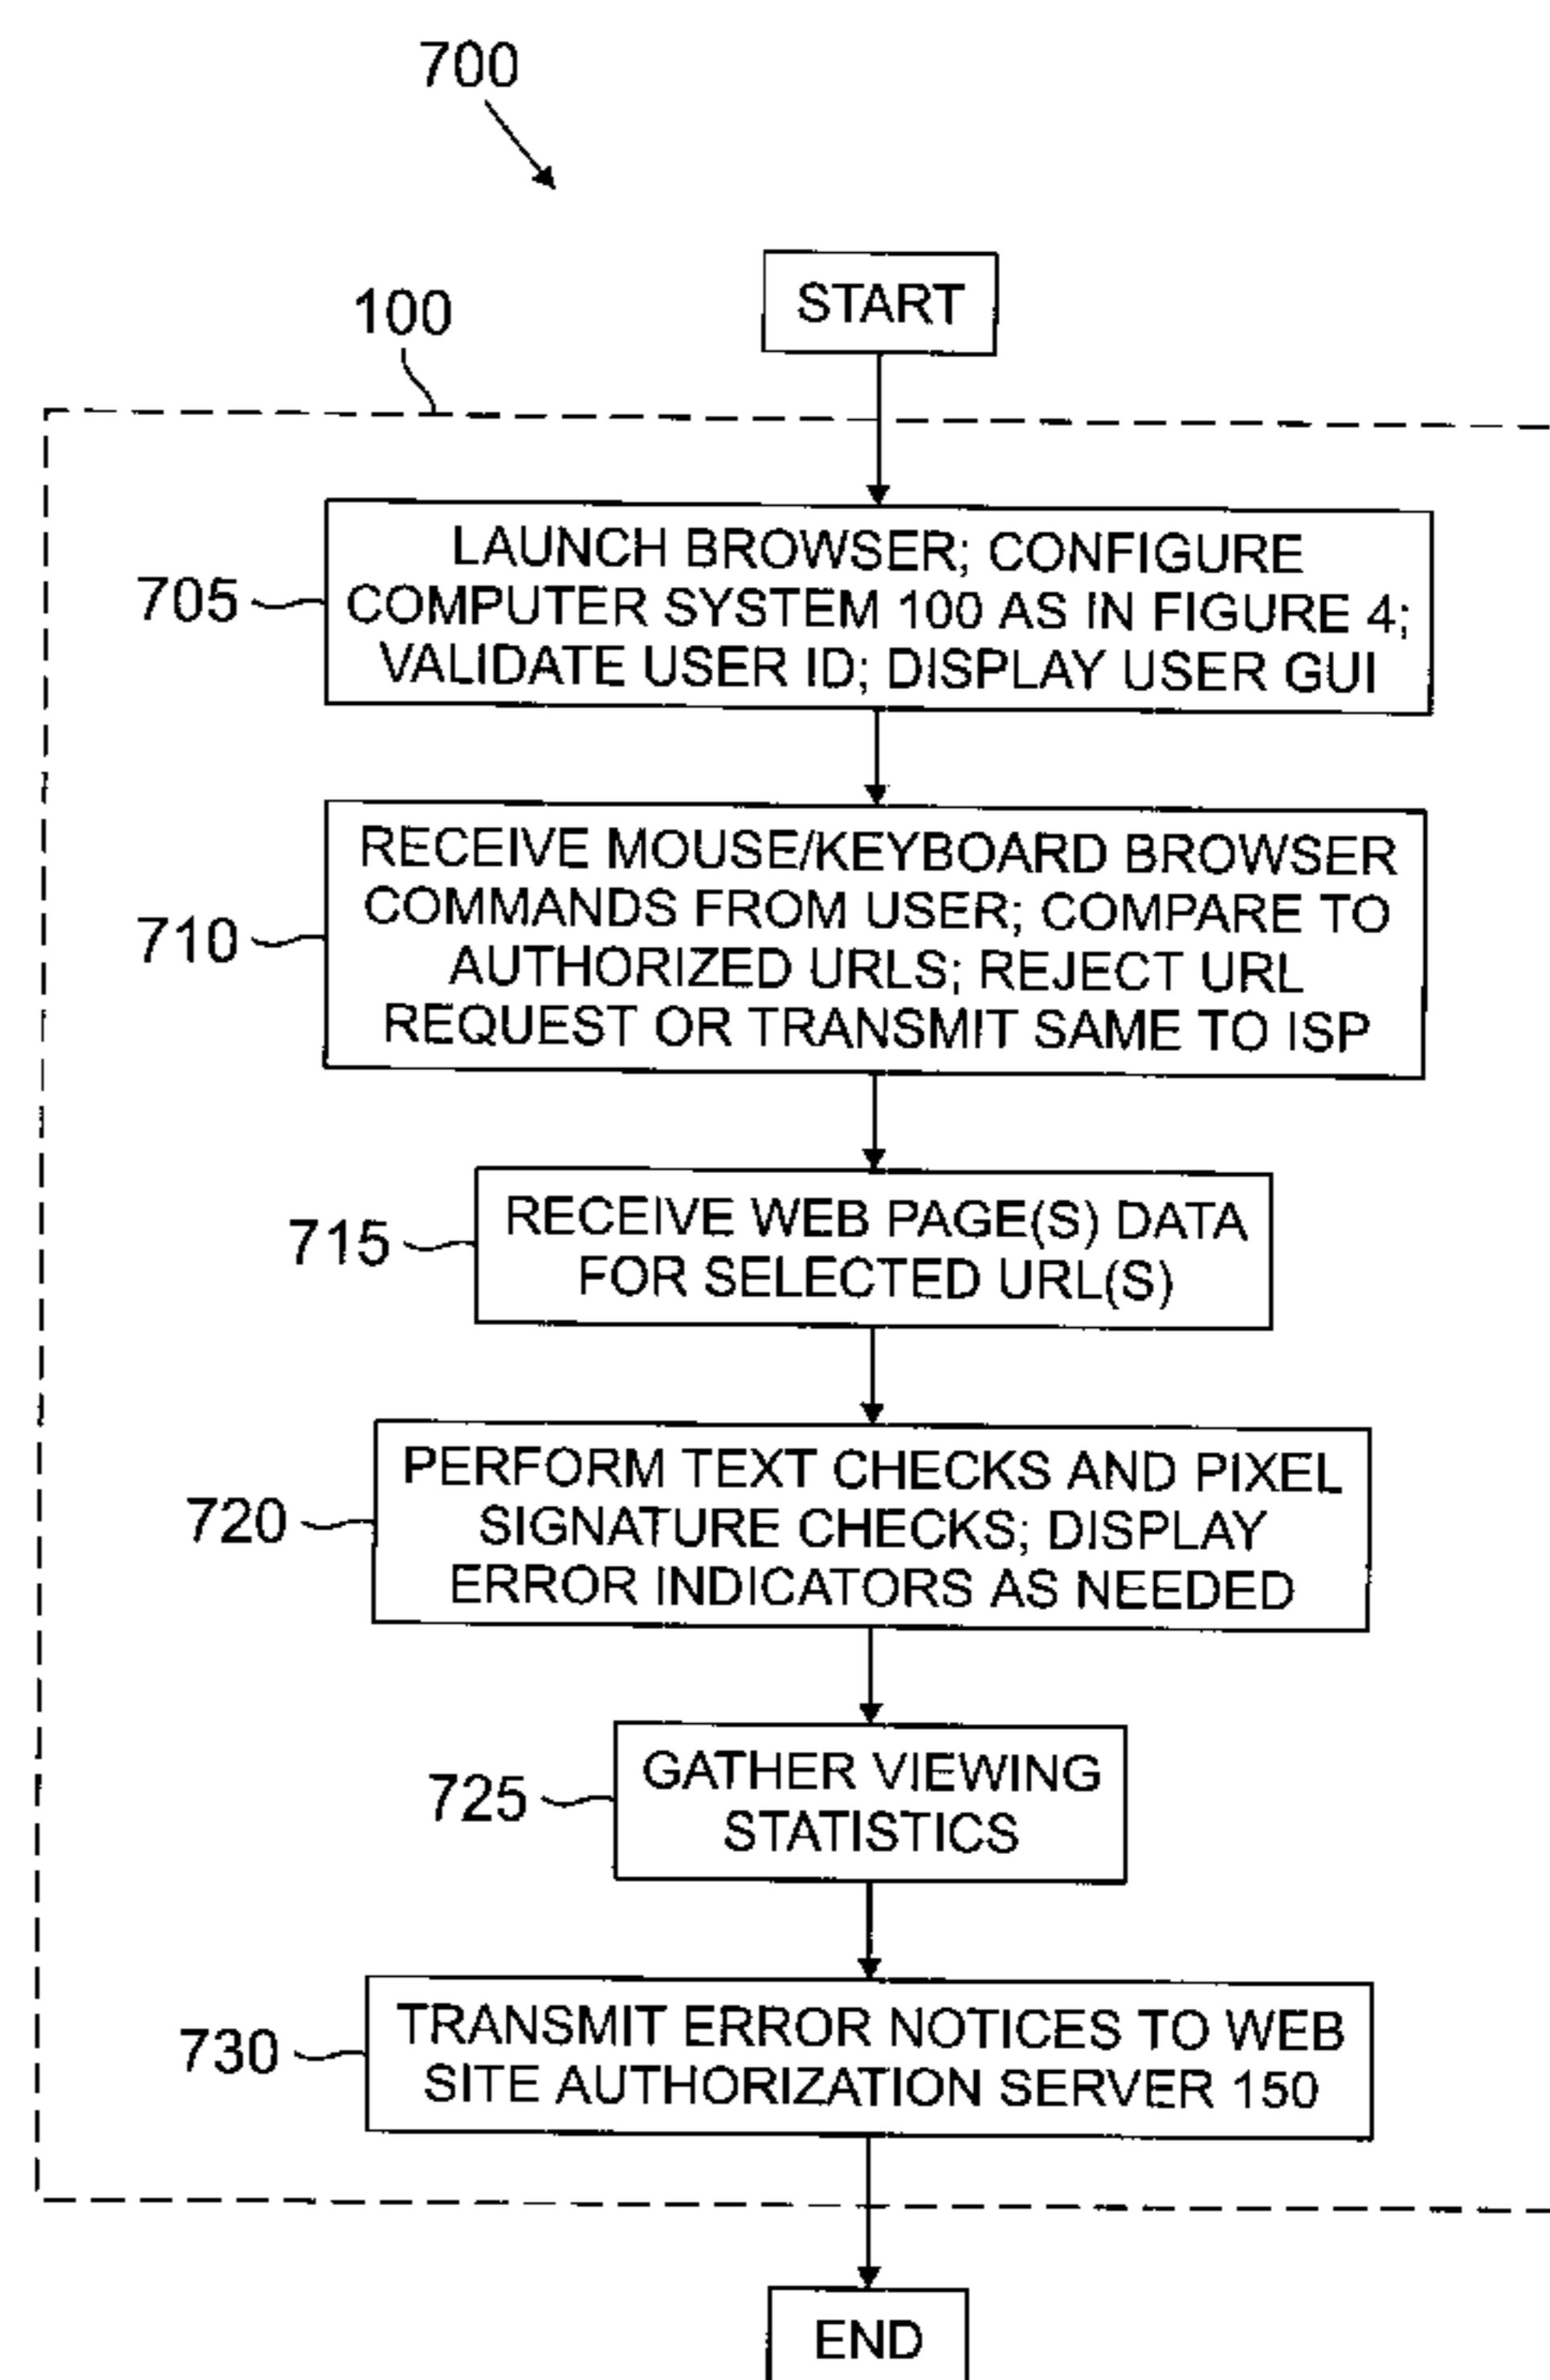 700
START
100
LAUNCH BROWSER; CONFIGURE
705
COMPUTER SYSTEM 100 AS IN FIGURE 4;
VALIDATE USER ID; DISPLAY USER GUI
RECEIVE MOUSE/KEYBOARD BROWSER
COMMANDS FROM USER; COMPARE TO
710
AUTHORIZED URLS; REJECT URL
REQUEST OR TRANSMIT SAME TO ISP
RECEIVE WEB PAGE(S) DATA
715
FOR SELECTED URL(S)
PERFORM TEXT CHECKS AND PIXEL
720
SIGNATURE CHECKS; DISPLAY
ERROR INDICATORS AS NEEDED
GATHER VIEWING
725
STATISTICS
TRANSMIT ERROR NOTICES TO WEB
730
SITE AUTHORIZATION SERVER 150
END